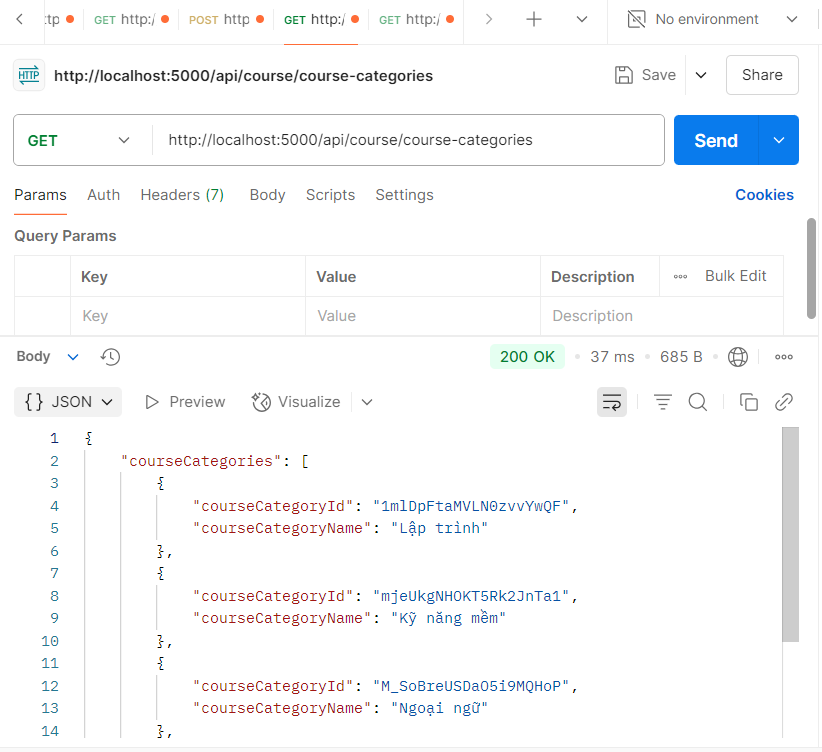 :tp GET http:/ POST http GET http:/ GET http:/ No environment
HTTP http://localhost:5000/api/course/course-categories Save Share
GET http://localhost:5000/api/course/course-categories Send
Params Auth Headers (7) Body Scripts Settings Cookies
Query Params
Key Value Description Bulk Edit
Key Value Description
Body 200 OK 37 ms 685 B
{} JSON Preview Visualize
1 {
2 "courseCategories": [
3 {
4 "courseCategoryId": "1mlDpFtaMVLN0zvvYwQF",
5 "courseCategoryName": "Lập trình"
6 },
7 {
8 "courseCategoryId": "mjeUkgNHOKT5Rk2JnTa1",
9 "courseCategoryName": "Kỹ năng mềm"
10 },
11 {
12 "courseCategoryId": "M_SoBreUSDaO5i9MQHoP",
13 "courseCategoryName": "Ngoại ngữ"
14 },